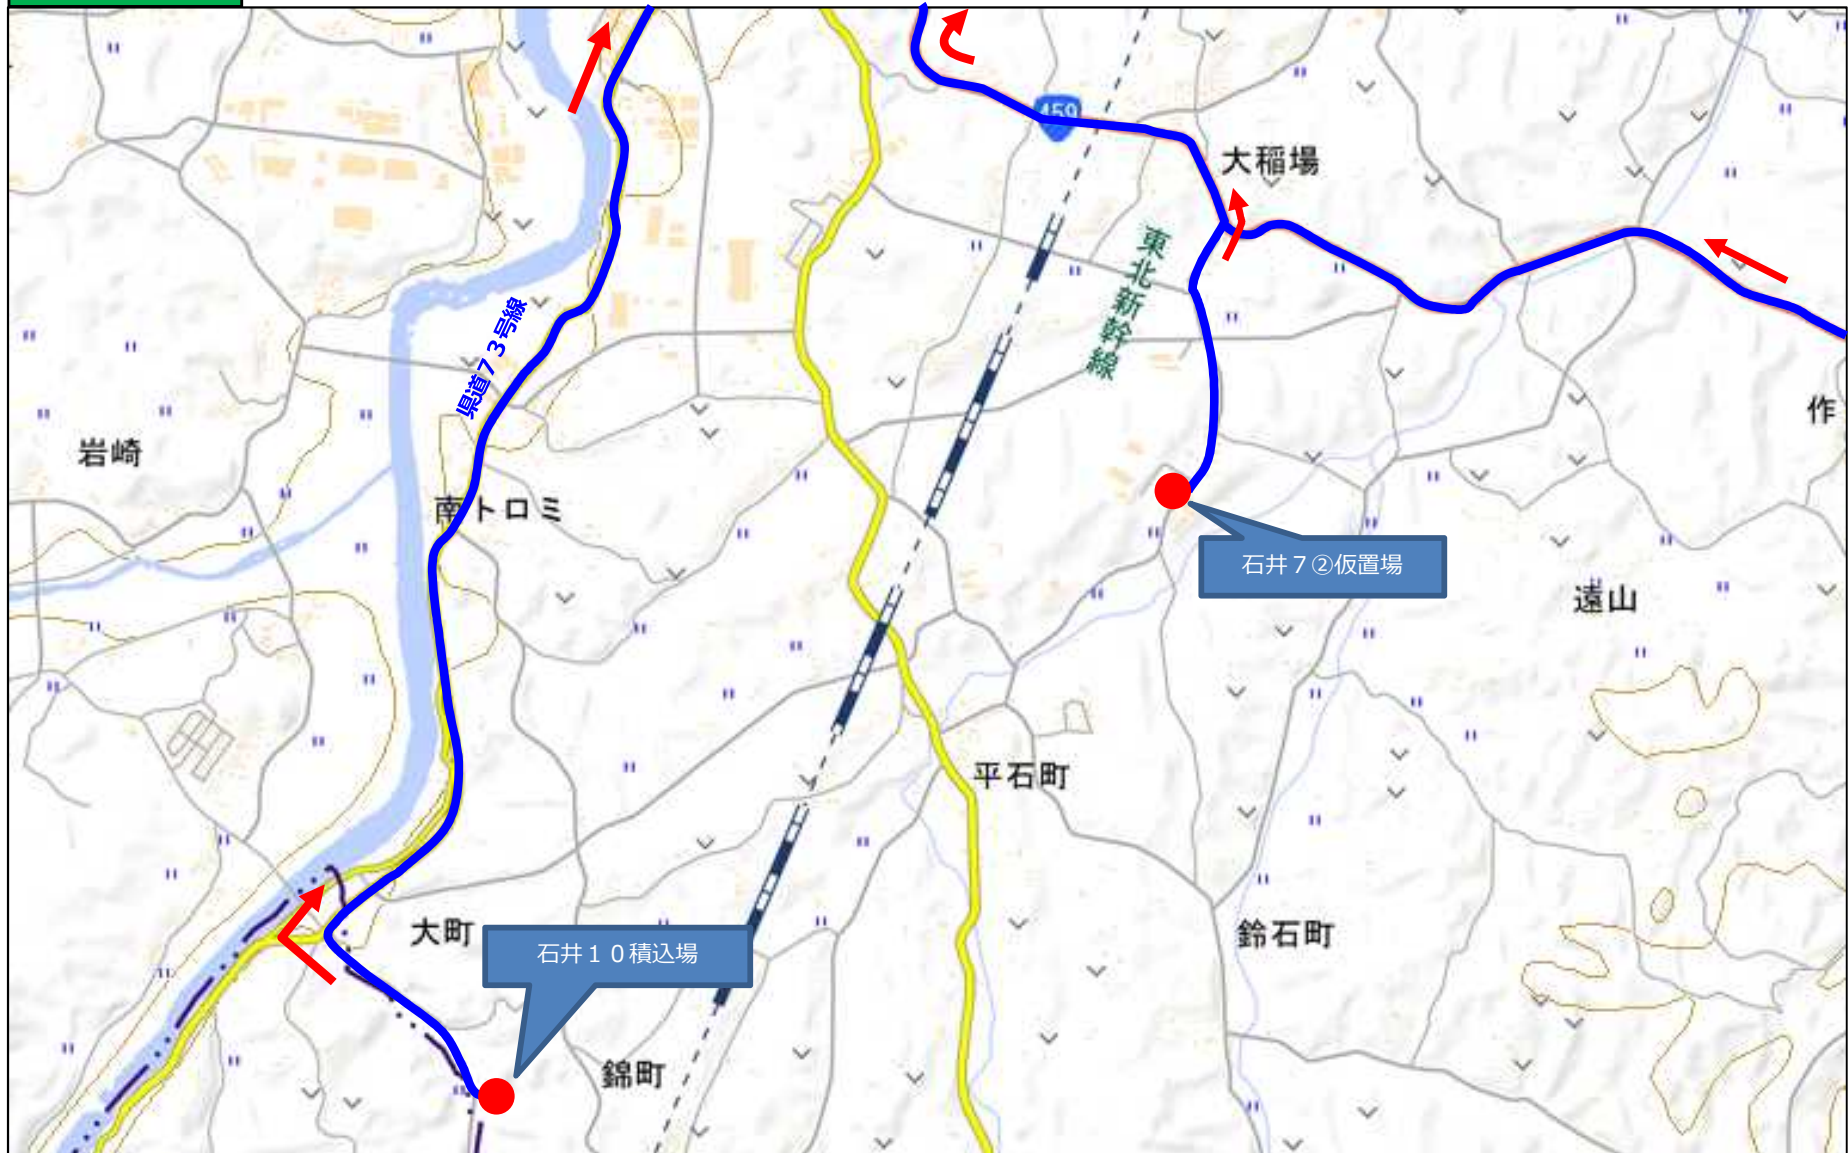 459
大稲場
東北新幹線
県道７３号線
作
岩崎
南トロミ
石井７②仮置場
遠山
平石町
大町
石井１０積込場
鈴石町
錦町